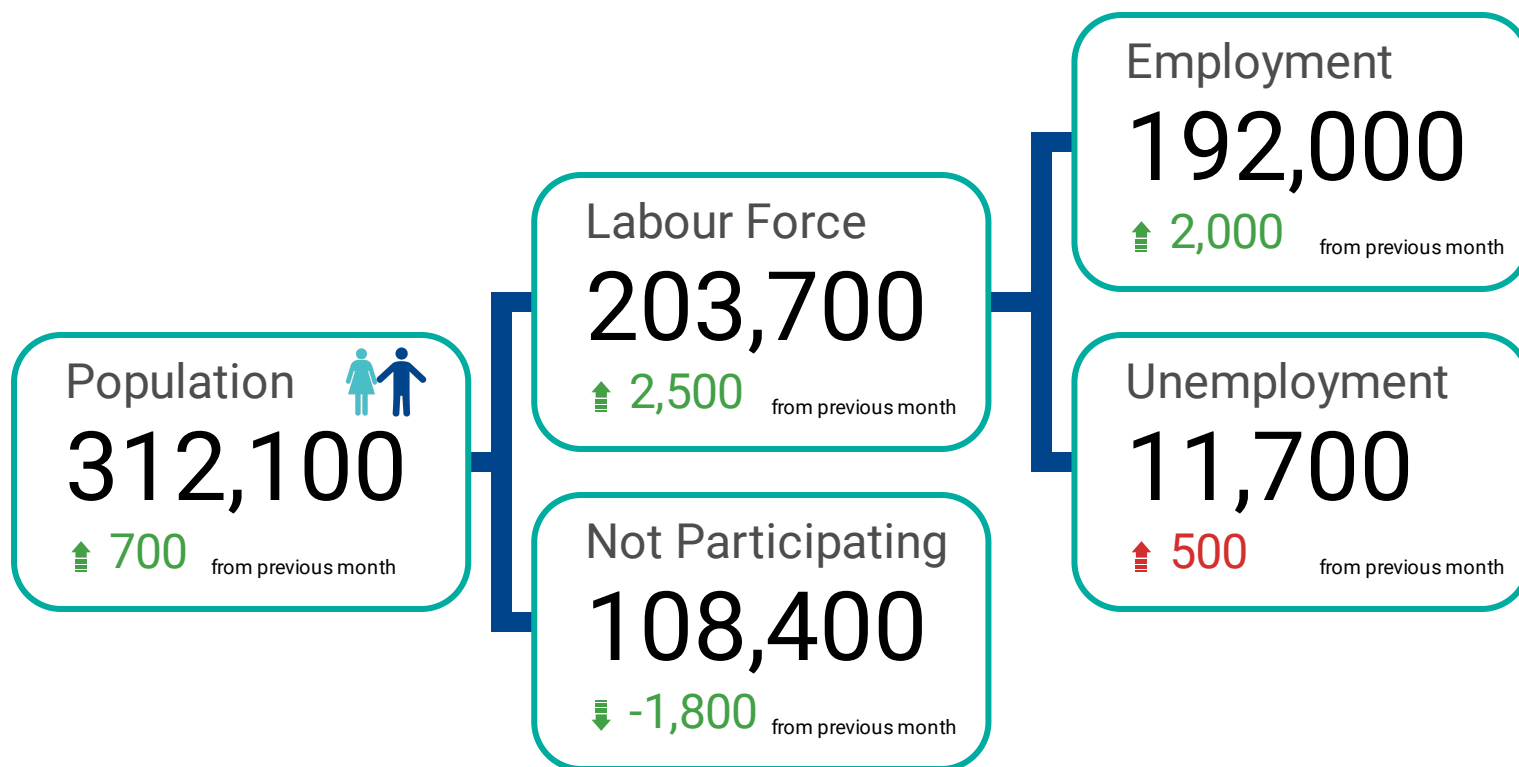 Population
312,100
700 from previous month
Labour Force
203,700
2,500 from previous month
Not Participating
108,400
-1,800 from previous month
Employment
192,000
2,000 from previous month
Unemployment
11,700
500 from previous month